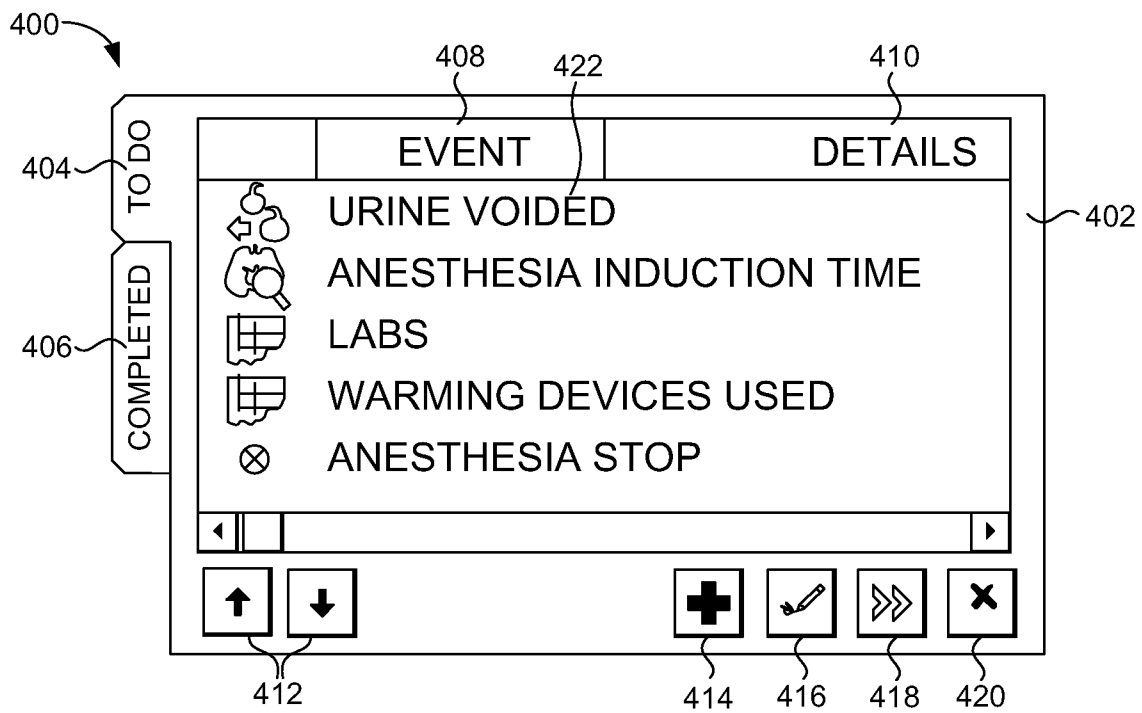 400
408
422
410
EVENT
DETAILS
TO DO
404
URINE VOIDED
402
ANESTHESIA INDUCTION TIME
COMPLETED
406
LABS
WARMING DEVICES USED
ANESTHESIA STOP
412
414
416
418
420